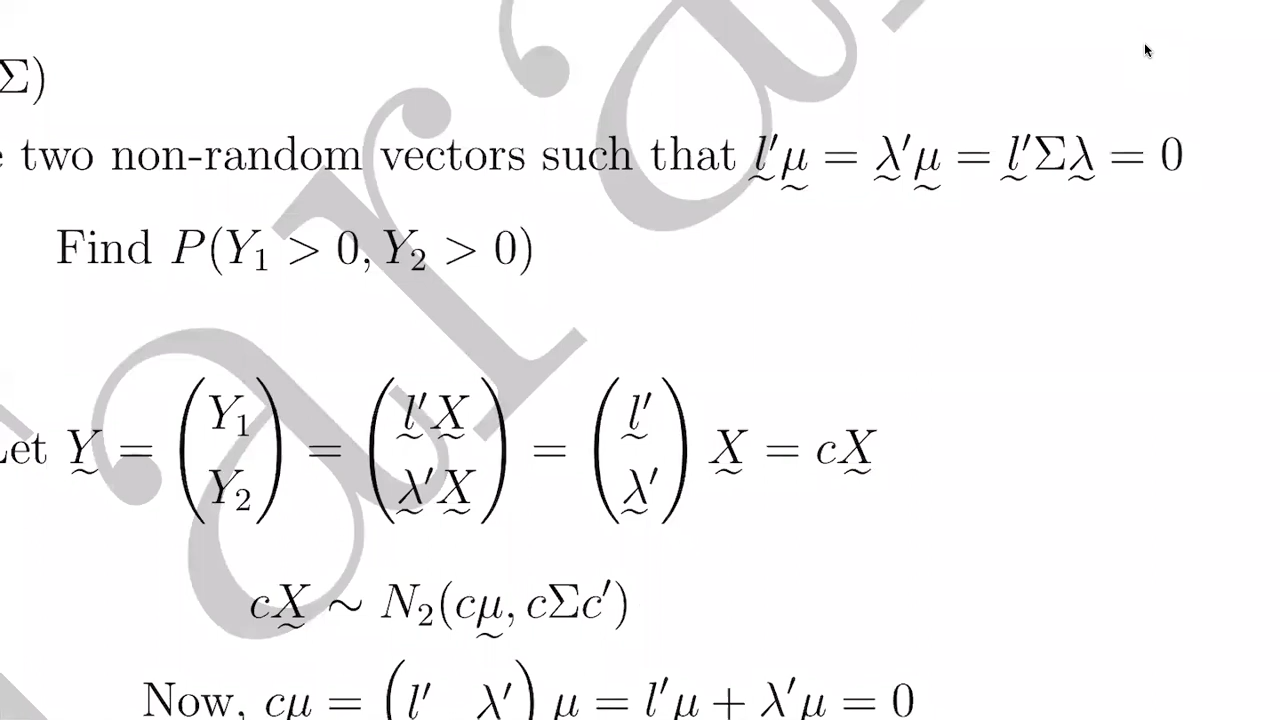 Σ)
two non-random vectors such that l̰′μ̰ = λ̰′μ̰ = l̰′Σλ̰ = 0
Find P(Y₁ > 0, Y₂ > 0)
Let Y̰ = (Y₁ Y₂) = (l̰′X̰ λ̰′X̰) = (l̰′ λ̰′) X̰ = cX̰
cX̰ ∼ N₂(cμ̰, cΣc′)
Now, cμ = (l′ λ′) μ = l′μ + λ′μ = 0